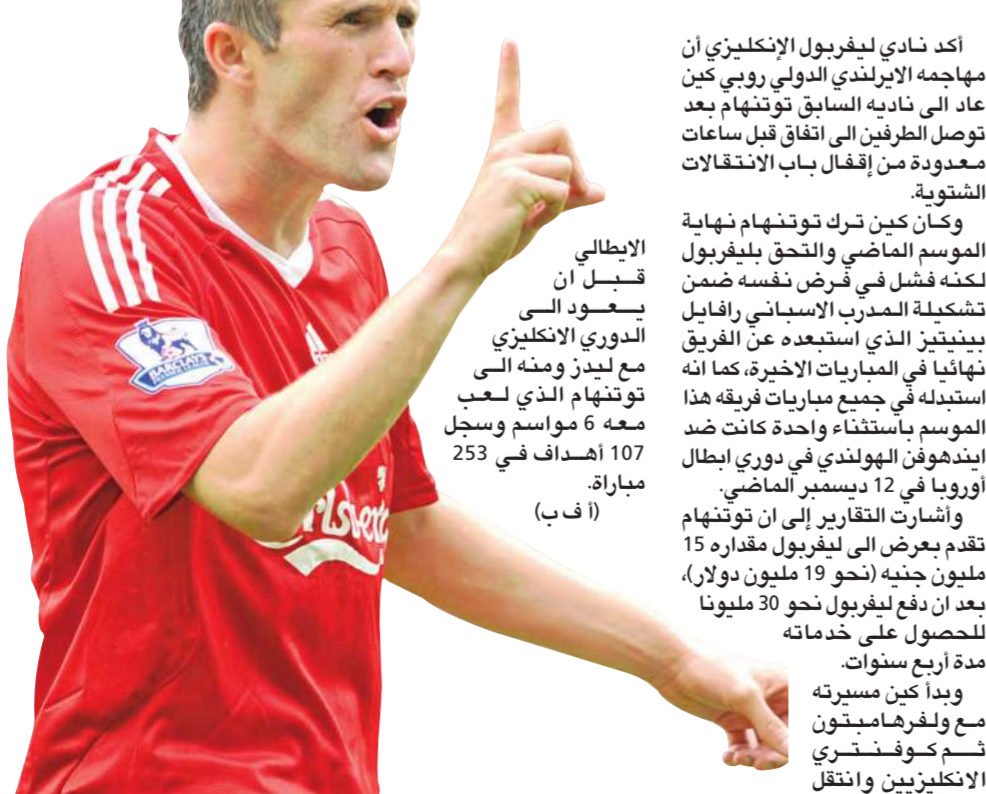 أكد نادي ليفربول الإنكليزي أن
مهاجمه الايرلندي الدولي روبي كين
عاد الى ناديه السابق توتنهام بعد
توصل الطرفين الى اتفاق قبل ساعات
معدودة من إقفال باب الانتقالات
الشتوية.
وكان كين ترك توتنهام نهاية
الموسم الماضي والتحق بليفربول
لكنه فشل في فرض نفسه ضمن
تشكيلة المدرب الاسباني رافايل
بينيتيز الذي استبعده عن الفريق
نهائيا في المباريات الاخيرة، كما انه
استبدله في جميع مباريات فريقه هذا
الموسم باستثناء واحدة كانت ضد
ايندهوفن الهولندي في دوري ابطال
أوروبا في 12 ديسمبر الماضي.
وأشارت التقارير إلى ان توتنهام
تقدم بعرض الى ليفربول مقداره 15
مليون جنيه (نحو 19 مليون دولار)،
بعد ان دفع ليفربول نحو 30 مليونا
للحصول على خدماته
مدة أربع سنوات.
وبدأ كين مسيرته
مع ولفرهامبتون
ثم كوفنتري
الانكليزيين وانتقل
الايطالي
قبل ان
يعود الى
الدوري الانكليزي
مع ليدز ومنه الى
توتنهام الذي لعب
معه 6 مواسم وسجل
107 أهداف في 253
مباراة.
(أ ف ب)
BARCLAYS